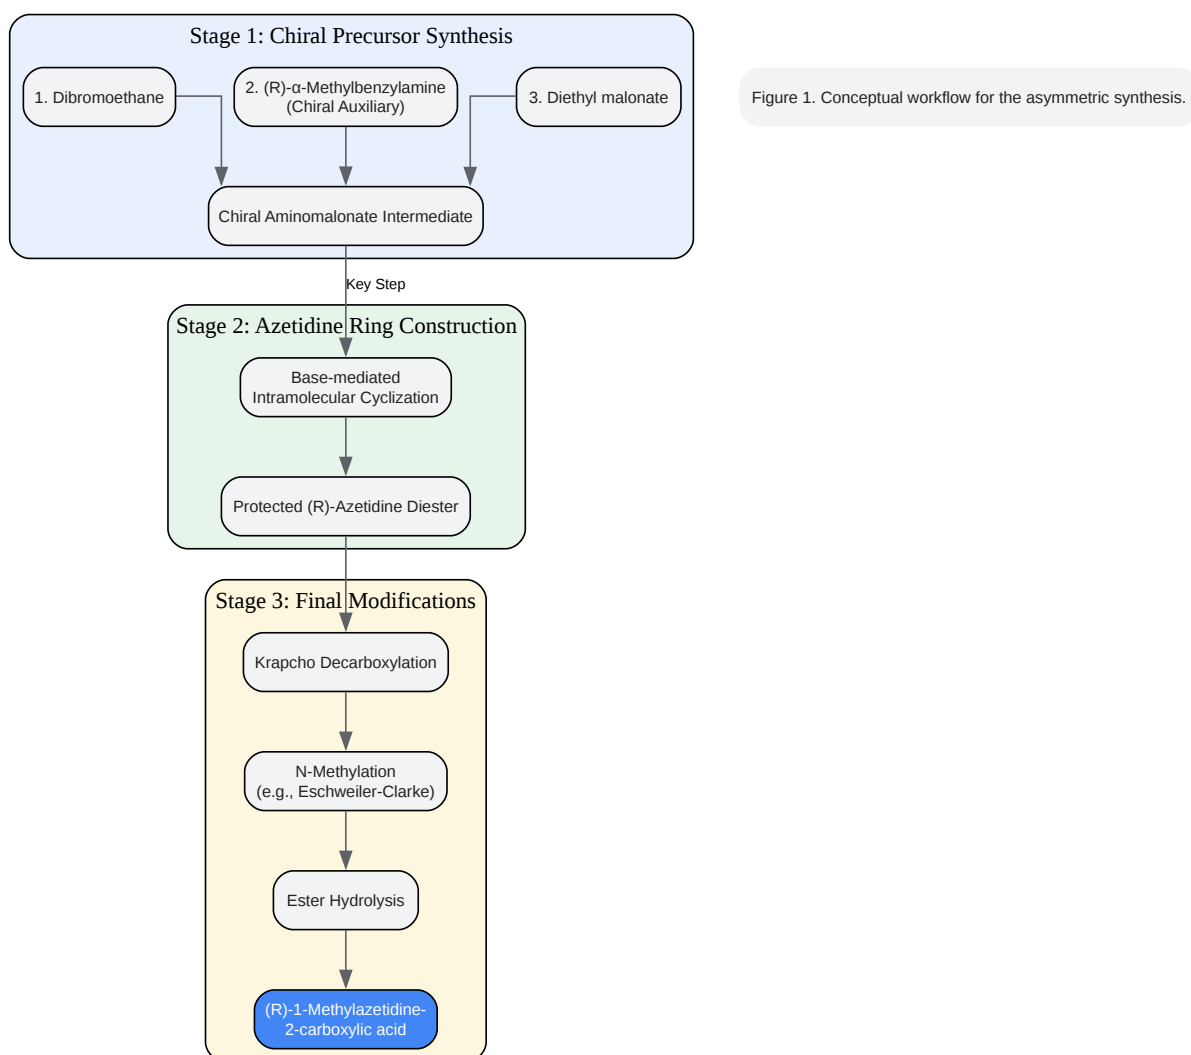 Stage 1: Chiral Precursor Synthesis
1. Dibromoethane
2. (R)-α-Methylbenzylamine
(Chiral Auxiliary)
3. Diethyl malonate
Figure 1. Conceptual workflow for the asymmetric synthesis.
Chiral Aminomalonate Intermediate
Key Step
Stage 2: Azetidine Ring Construction
Base-mediated
Intramolecular Cyclization
Protected (R)-Azetidine Diester
Stage 3: Final Modifications
Krapcho Decarboxylation
N-Methylation
(e.g., Eschweiler-Clarke)
Ester Hydrolysis
(R)-1-Methylazetidine-
2-carboxylic acid